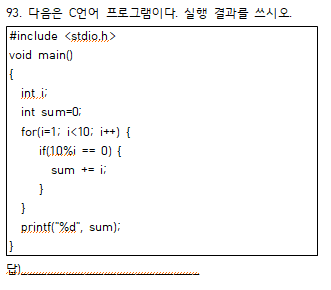 93. 다음은 C언어 프로그램이다. 실행 결과를 쓰시오.
#include <stdio.h>
void main()
{
int i;
int sum=0;
for(i=1; i<10; i++) {
if(10%i == 0) {
sum += i;
}
}
printf("%d", sum);
}
답)